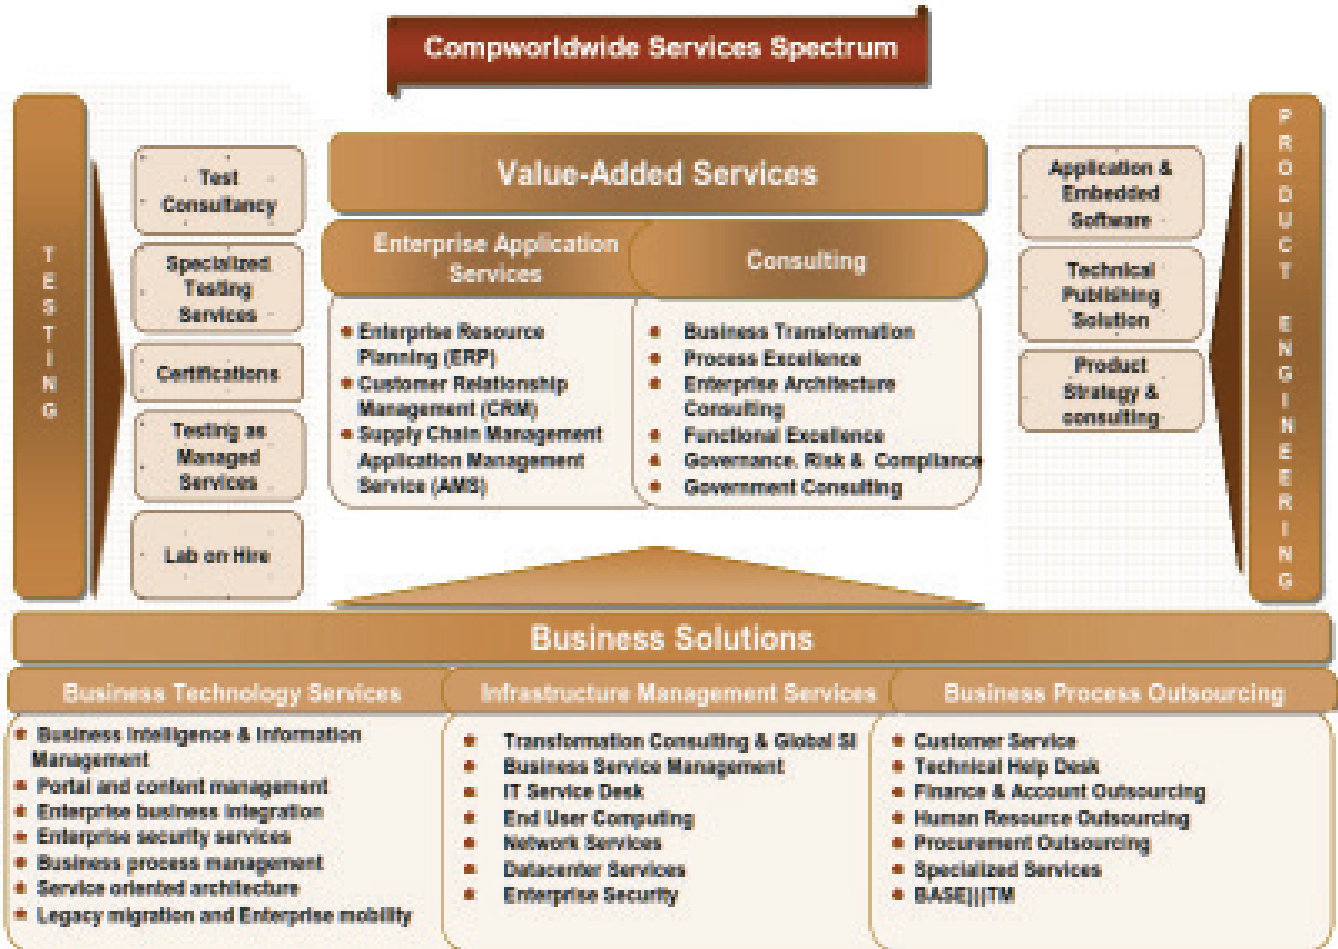 Compworldwide Services Spectrum
TESTING
Test
Consultancy
Specialized
Testing
Services
Certifications
Testing as
Managed
Services
Lab on Hire
Value-Added Services
Enterprise Application
Services
Enterprise Resource
Planning (ERP)
Customer Relationship
Management (CRM)
Supply Chain Management
Application Management
Service (AMS)
Consulting
Business Transformation
Process Excellence
Enterprise Architecture
Consulting
Functional Excellence
Governance. Risk & Compliance
Government Consulting
Application &
Embedded
Software
Technical
Publishing
Solution
Product
Strategy &
consulting
PRODUCT ENGINEERING
Business Solutions
Business Technology Services
Business Intelligence & Information
Management
Portal and content management
Enterprise business integration
Enterprise security services
Business process management
Service oriented architecture
Legacy migration and Enterprise mobility
Infrastructure Management Services
Transformation Consulting & Global SI
Business Service Management
IT Service Desk
End User Computing
Network Services
Datacenter Services
Enterprise Security
Business Process Outsourcing
Customer Service
Technical Help Desk
Finance & Account Outsourcing
Human Resource Outsourcing
Procurement Outsourcing
Specialized Services